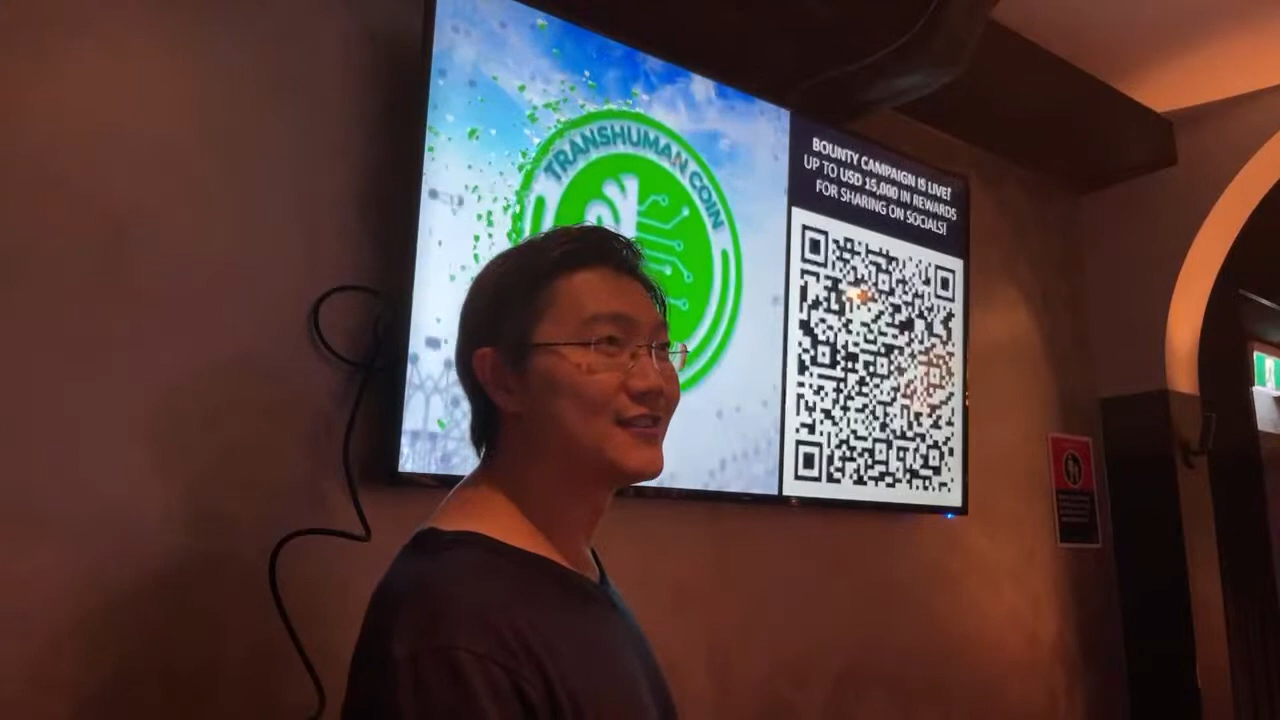 TRANSHUMAN COIN
BOUNTY CAMPAIGN IS LIVE!
UP TO USD 15,000 IN REWARDS
FOR SHARING ON SOCIALS!